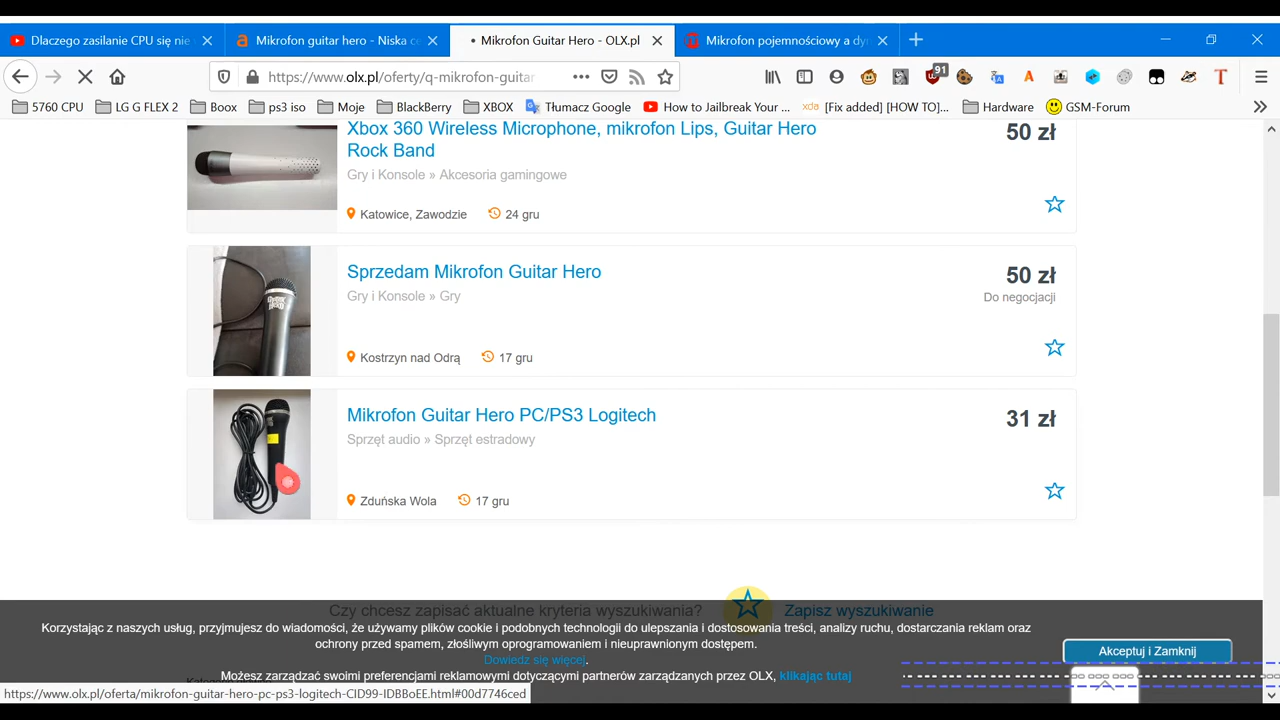 Dlaczego zasilanie CPU się nie
Mikrofon guitar hero - Niska ce
Mikrofon Guitar Hero - OLX.pl
Mikrofon pojemnościowy a dyn
https://www.olx.pl/oferty/q-mikrofon-guitar
91
5760 CPU
LG G FLEX 2
Boox
ps3 iso
Moje
BlackBerry
XBOX
Tłumacz Google
How to Jailbreak Your ...
xda
[Fix added] [HOW TO]...
Hardware
GSM-Forum
Xbox 360 Wireless Microphone, mikrofon Lips, Guitar Hero
Rock Band
50 zł
Gry i Konsole » Akcesoria gamingowe
Katowice, Zawodzie
24 gru
Sprzedam Mikrofon Guitar Hero
50 zł
Gry i Konsole » Gry
Do negocjacji
Kostrzyn nad Odrą
17 gru
Mikrofon Guitar Hero PC/PS3 Logitech
31 zł
Sprzęt audio » Sprzęt estradowy
Zduńska Wola
17 gru
Czy chcesz zapisać aktualne kryteria wyszukiwania?
Zapisz wyszukiwanie
Korzystając z naszych usług, przyjmujesz do wiadomości, że używamy plików cookie i podobnych technologii do ulepszania i dostosowania treści, analizy ruchu, dostarczania reklam oraz
ochrony przed spamem, złośliwym oprogramowaniem i nieuprawnionym dostępem.
Dowiedz się więcej.
Możesz zarządzać swoimi preferencjami reklamowymi dotyczącymi partnerów zarządzanych przez OLX, klikając tutaj
Akceptuj i Zamknij
https://www.olx.pl/oferta/mikrofon-guitar-hero-pc-ps3-logitech-CID99-IDBBoEE.html#00d7746ced